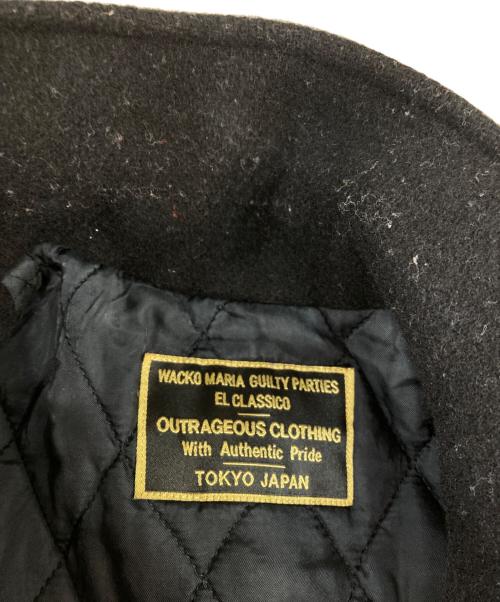 WACKO MARIA GUILTY PARTIES
EL CLASSICO
OUTRAGEOUS CLOTHING
With Authentic Pride
TOKYO JAPAN